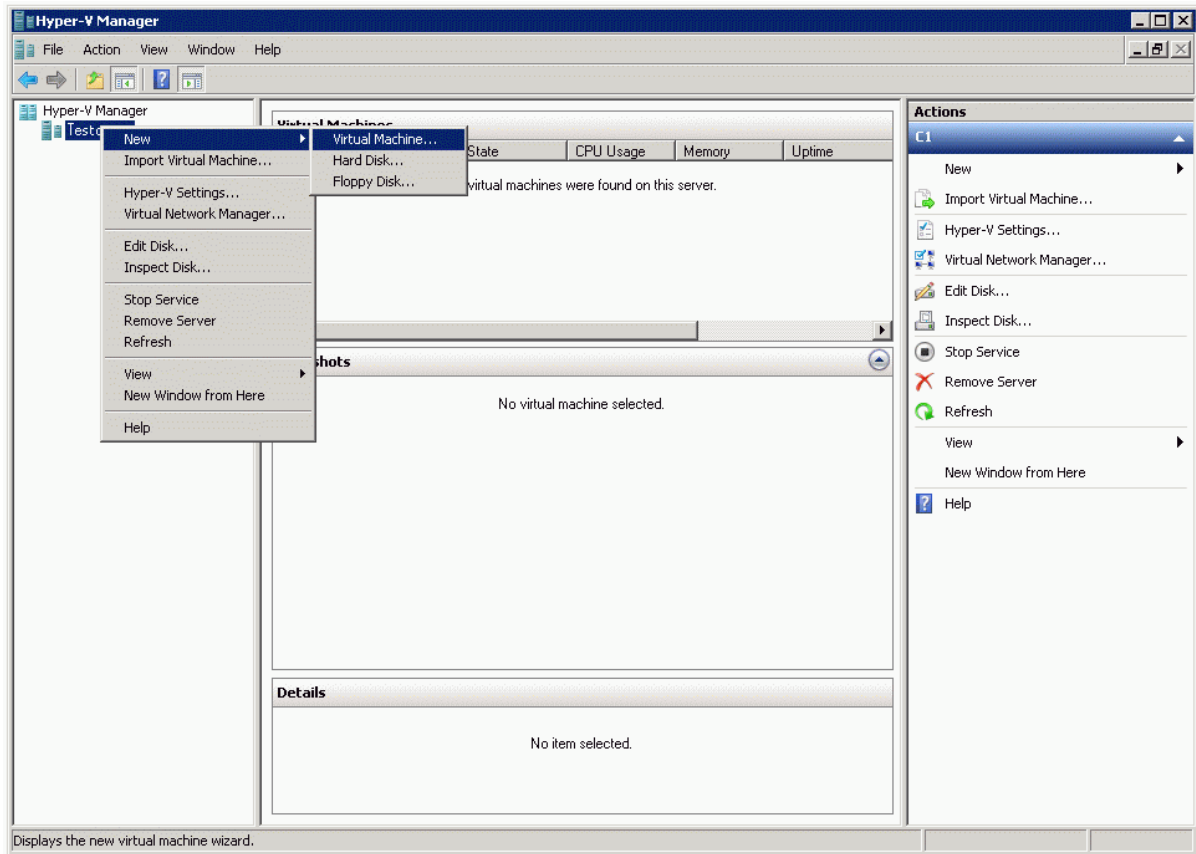 Hyper-V Manager
File Action View Window Help
Hyper-V Manager
New
Import Virtual Machine...
Hyper-V Settings...
Virtual Network Manager...
Edit Disk...
Inspect Disk...
Stop Service
Remove Server
Refresh
View
New Window from Here
Help
Virtual Machine...
Hard Disk...
Floppy Disk...
Virtual Machines
State CPU Usage Memory Uptime
virtual machines were found on this server.
No virtual machine selected.
Details
No item selected.
Actions
C1
New
Import Virtual Machine...
Hyper-V Settings...
Virtual Network Manager...
Edit Disk...
Inspect Disk...
Stop Service
Remove Server
Refresh
View
New Window from Here
Help
Displays the new virtual machine wizard.